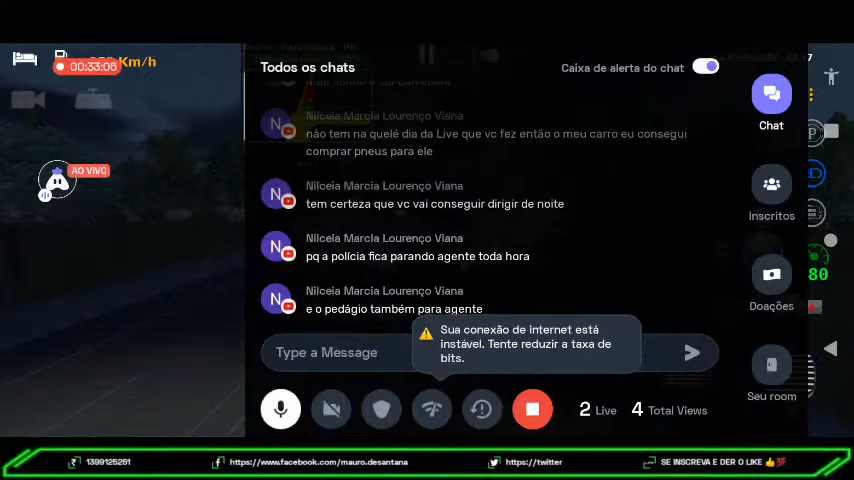 Km/h
00:33:06
AO VIVO
Todos os chats
Caixa de alerta do chat
Nilceia Marcia Lourenço Viana
não tem na quelé dia da Live que vc fez então o meu carro eu consegui
comprar pneus para ele
N
Nilceia Marcia Lourenço Viana
tem certeza que vc vai conseguir dirigir de noite
N
Nilceia Marcia Lourenço Viana
pq a polícia fica parando agente toda hora
N
Nilceia Marcia Lourenço Viana
e o pedágio também para agente
N
Sua conexão de internet está
instável. Tente reduzir a taxa de
bits.
Type a Message
2 Live 4 Total Views
Chat
Inscritos
Doações
Seu room
80
1399125251
https://www.facebook.com/mauro.desantana
https://twitter
SE INSCREVA E DER O LIKE 👍💯